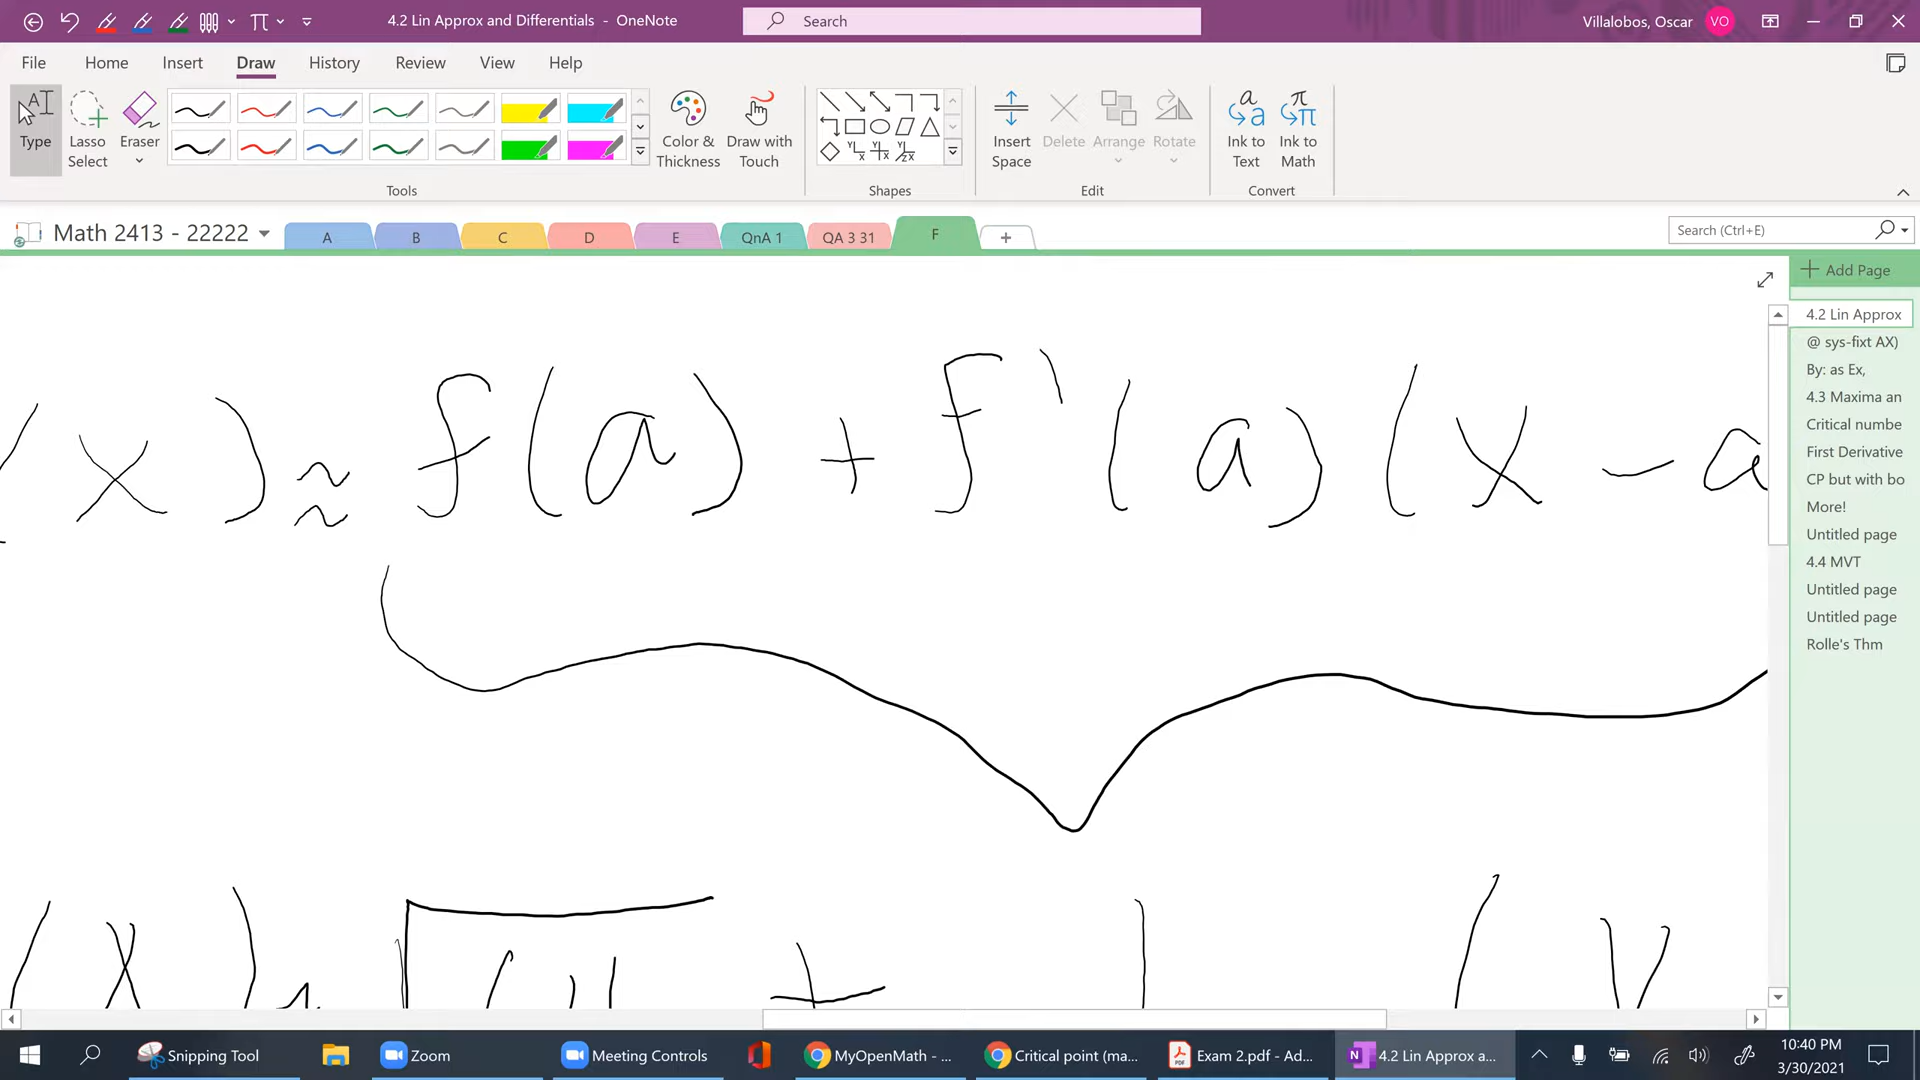 4.2 Lin Approx and Differentials - OneNote
Search
Villalobos, Oscar VO
File Home Insert Draw History Review View Help
Type
Lasso Select
Eraser
Color & Thickness
Draw with Touch
Insert Space
Delete
Arrange
Rotate
Ink to Text
Ink to Math
Tools
Shapes
Edit
Convert
Math 2413 - 22222
A B C D E QnA 1 QA 3 31 F
Search (Ctrl+E)
Add Page
4.2 Lin Approx
@ sys-fixt AX)
By: as Ex,
4.3 Maxima an
Critical numbe
First Derivative
CP but with bo
More!
Untitled page
4.4 MVT
Untitled page
Untitled page
Rolle's Thm
(x) ≈ f(a) + f'(a)(x - a
(x)
+
Snipping Tool
Zoom
Meeting Controls
MyOpenMath - ...
Critical point (ma...
Exam 2.pdf - Ad...
4.2 Lin Approx a...
10:40 PM
3/30/2021